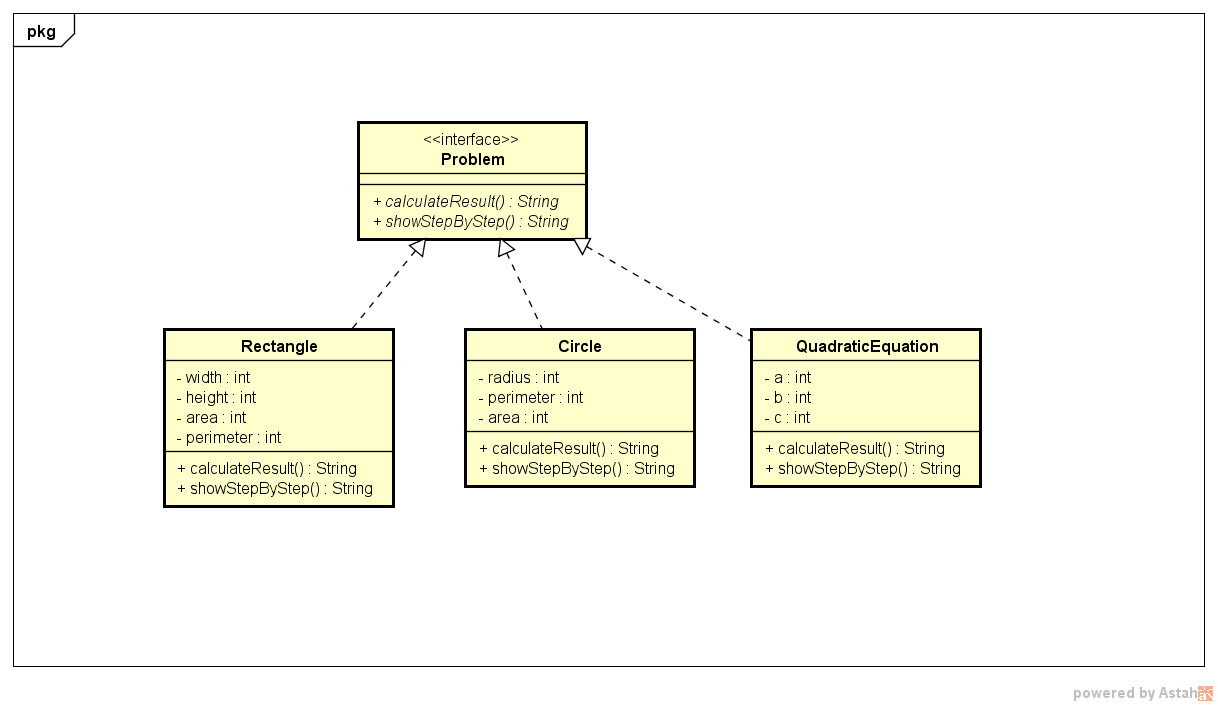 pkg
<<interface>>
Problem
+ calculateResult() : String
+ showStepByStep() : String
Rectangle
- width : int
- height : int
- area : int
- perimeter : int
+ calculateResult() : String
+ showStepByStep() : String
Circle
- radius : int
- perimeter : int
- area : int
+ calculateResult() : String
+ showStepByStep() : String
QuadraticEquation
- a : int
- b : int
- c : int
+ calculateResult() : String
+ showStepByStep() : String
powered by Astah